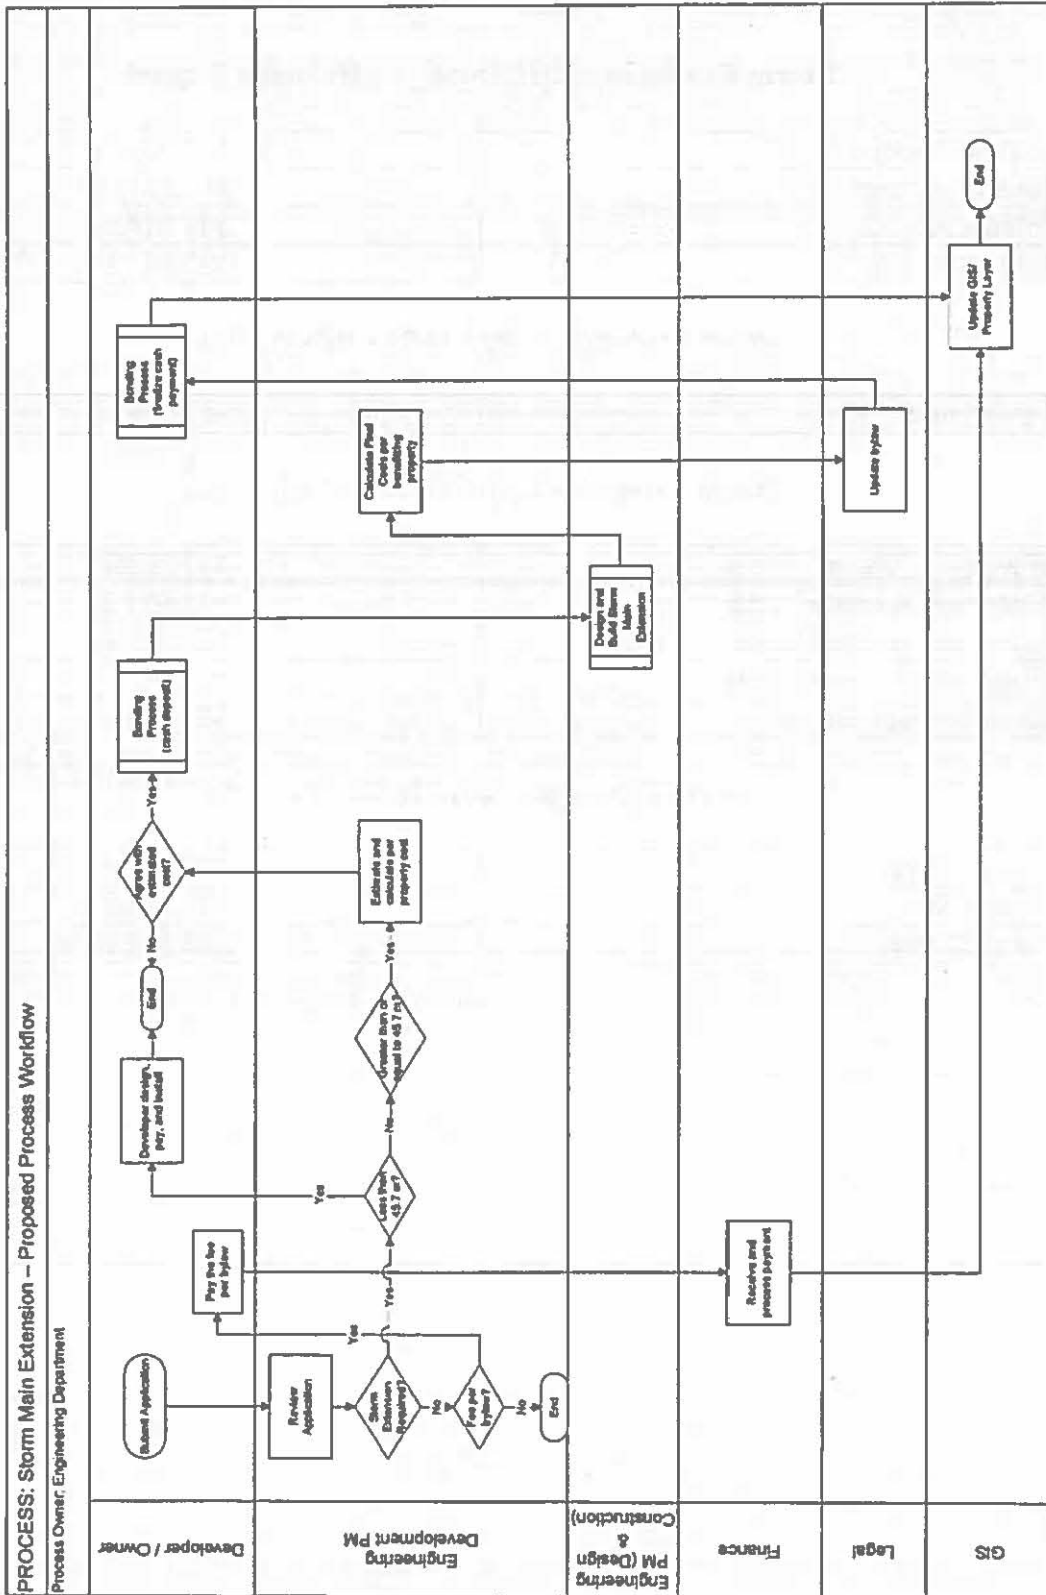 PROCESS: Storm Main Extension – Proposed Process Workflow
Process Owner: Engineering Department
Developer / Owner
Submit Application
Pay the fee
per bylaw
Developer design,
pay, and install
End
No
Agree with
estimated
cost?
Yes
Bonding
Process
(cash deposit)
Bonding
Process
(finalize cash
payment)
Engineering
Development PM
Review
Application
Storm
Extension
Required?
Yes
No
Fee per
bylaw?
Yes
No
End
Less than
45.7 m?
Yes
No
Greater than or
equal to 45.7 m?
Yes
Estimate and
calculate per
property cost
Calculate Final
Costs per
benefitting
property
Engineering
PM (Design
&
Construction)
Design and
Build Storm
Main
Extension
Finance
Receive and
process payment
Legal
Update bylaw
GIS
Update GIS/
Property Layer
End